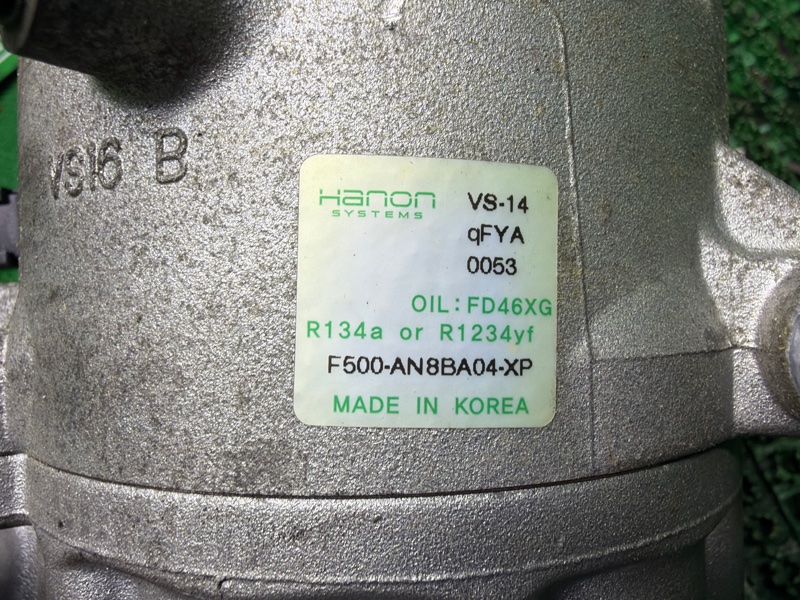 VS16 B
Hanon
SYSTEMS
VS-14
qFYA
0053
OIL:FD46XG
R134a or R1234yf
F500-AN8BA04-XP
MADE IN KOREA